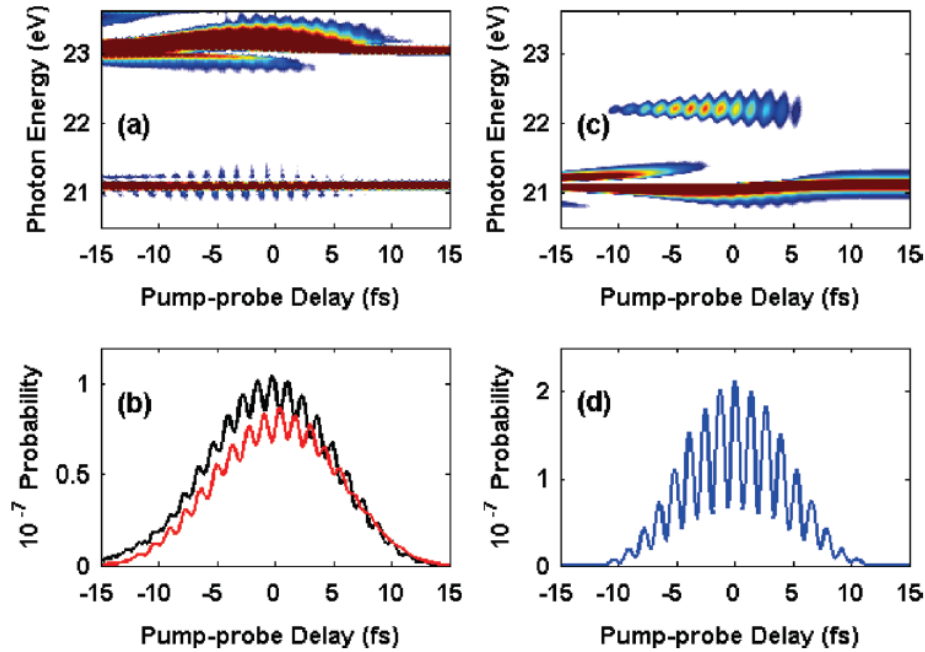 Photon Energy (eV)
23
22
21
(a)
-15 -10 -5 0 5 10 15
Pump-probe Delay (fs)
Photon Energy (eV)
23
22
21
(c)
-15 -10 -5 0 5 10 15
Pump-probe Delay (fs)
10⁻⁷ Probability
1
0.5
0
(b)
-15 -10 -5 0 5 10 15
Pump-probe Delay (fs)
10⁻⁷ Probability
2
1
0
(d)
-15 -10 -5 0 5 10 15
Pump-probe Delay (fs)